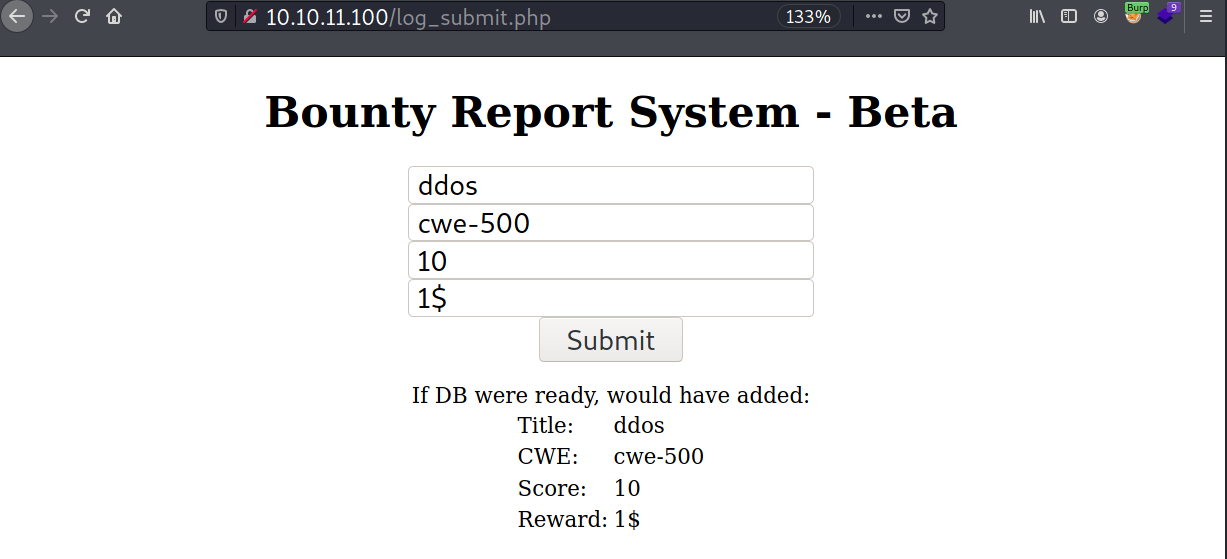 10.10.11.100/log_submit.php
133%
Burp
9
Bounty Report System - Beta
ddos
cwe-500
10
1$
Submit
If DB were ready, would have added:
Title: ddos
CWE: cwe-500
Score: 10
Reward: 1$